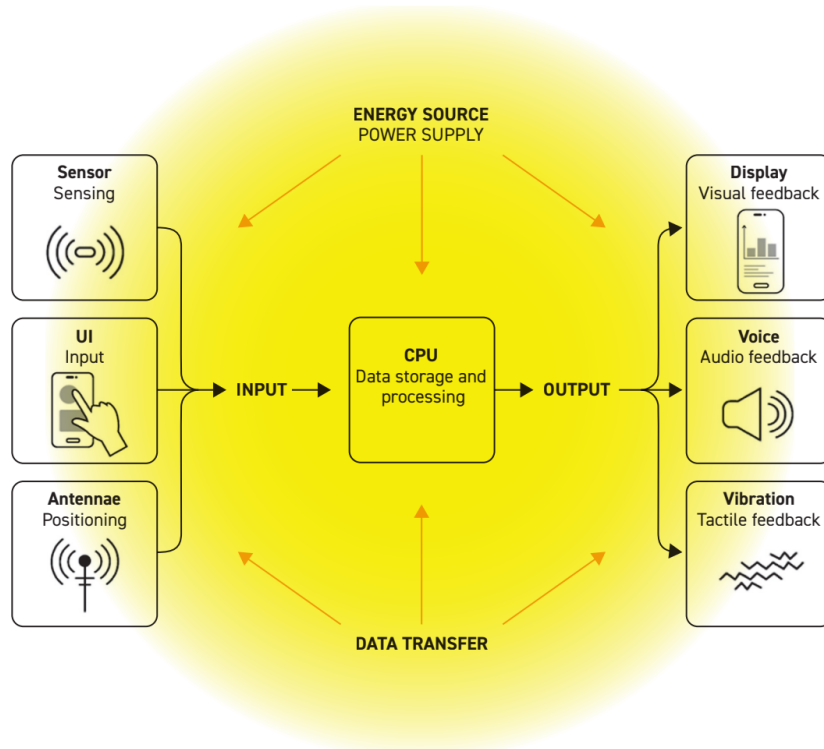 ENERGY SOURCE
POWER SUPPLY
Sensor
Sensing
Display
Visual feedback
UI
Input
INPUT
CPU
Data storage and
processing
OUTPUT
Voice
Audio feedback
Antennae
Positioning
Vibration
Tactile feedback
DATA TRANSFER